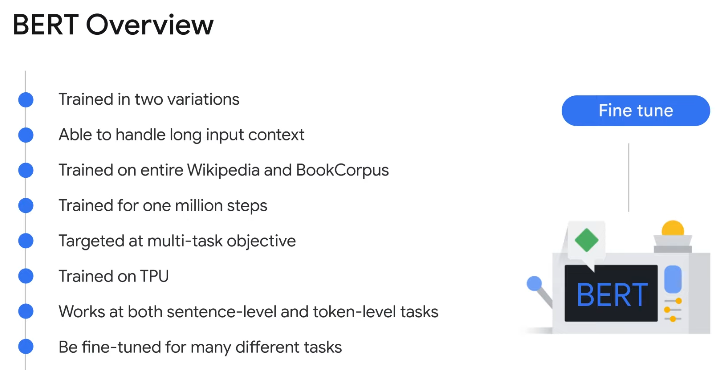 BERT Overview
Trained in two variations
Able to handle long input context
Trained on entire Wikipedia and BookCorpus
Trained for one million steps
Targeted at multi-task objective
Trained on TPU
Works at both sentence-level and token-level tasks
Be fine-tuned for many different tasks
Fine tune
BERT